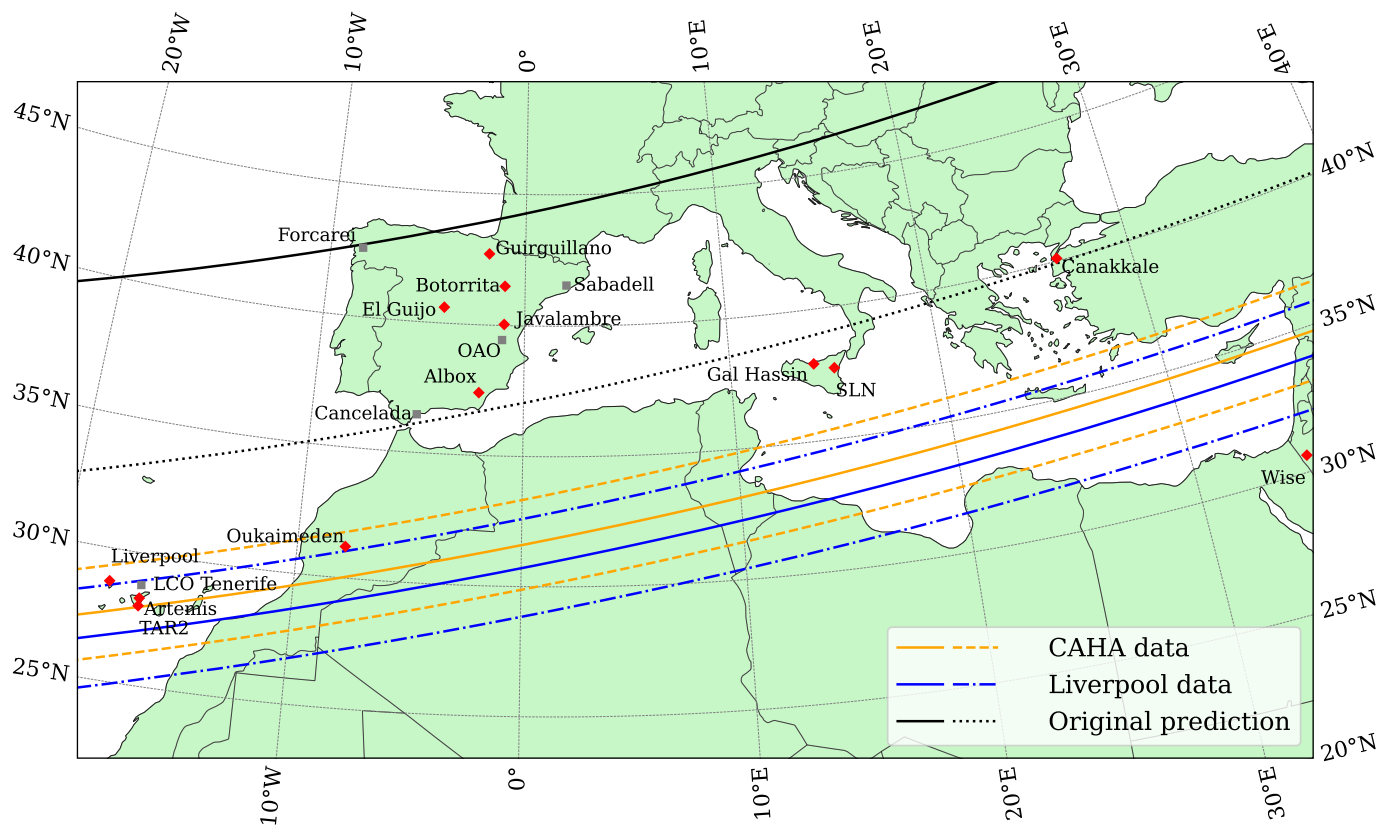 20°W
10°W
0°
10°E
20°E
30°E
40°E
45°N
40°N
35°N
30°N
25°N
40°N
35°N
30°N
25°N
20°N
Forcarei
Guirguillano
Botorrita
Sabadell
El Guijo
Javalambre
OAO
Albox
Cancelada
Canakkale
Gal Hassin
SLN
Wise
Oukaimeden
Liverpool
LCO Tenerife
Artemis
TAR2
CAHA data
Liverpool data
Original prediction
10°W
0°
10°E
20°E
30°E